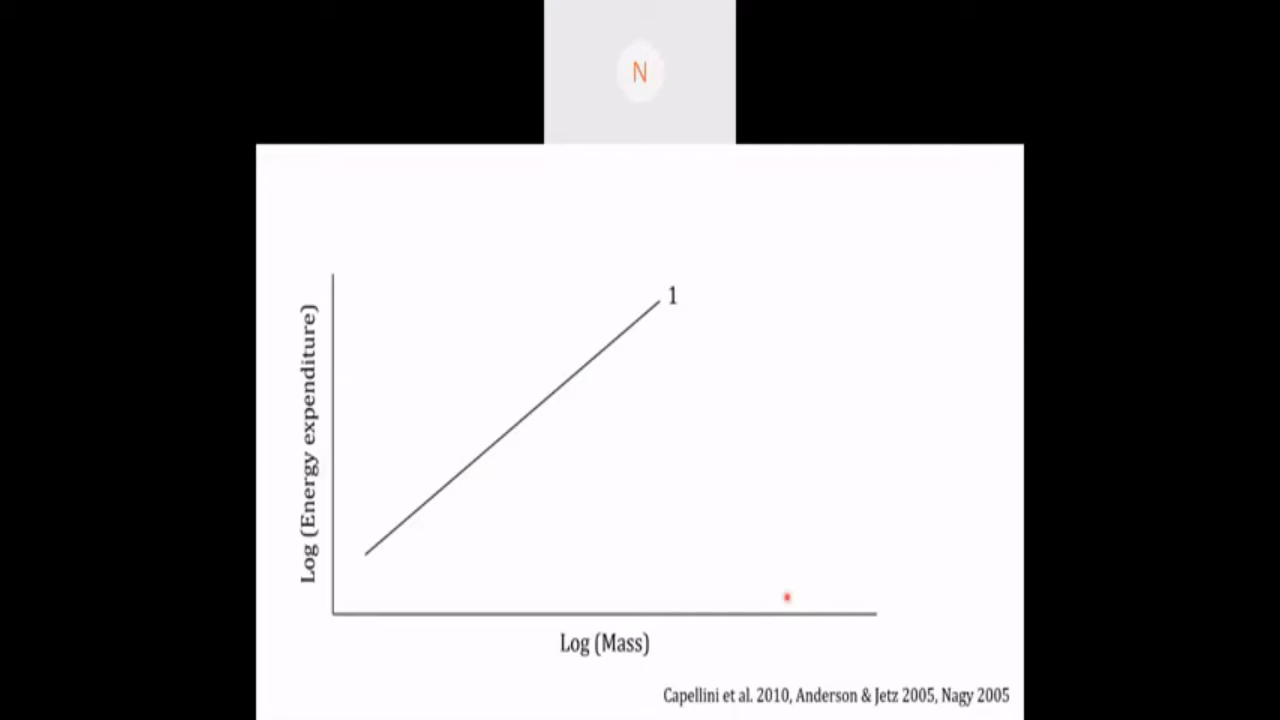 N
1
Log (Energy expenditure)
Log (Mass)
Capellini et al. 2010, Anderson & Jetz 2005, Nagy 2005